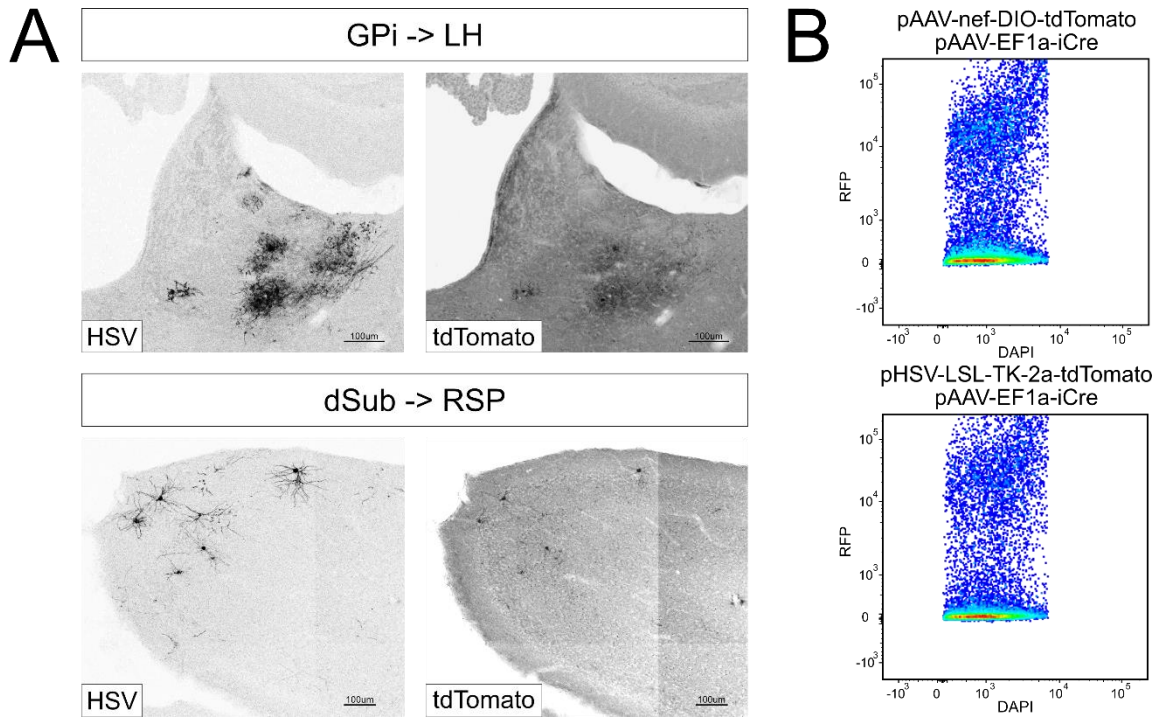 A
GPi -> LH
HSV
100um
tdTomato
100um
dSub -> RSP
HSV
100um
tdTomato
100um
B
pAAV-nef-DIO-tdTomato
pAAV-EF1a-iCre
10^5
10^4
10^3
0
-10^3
RFP
-10^3 0 10^3 10^4 10^5
DAPI
pHSV-LSL-TK-2a-tdTomato
pAAV-EF1a-iCre
10^5
10^4
10^3
0
-10^3
RFP
-10^3 0 10^3 10^4 10^5
DAPI